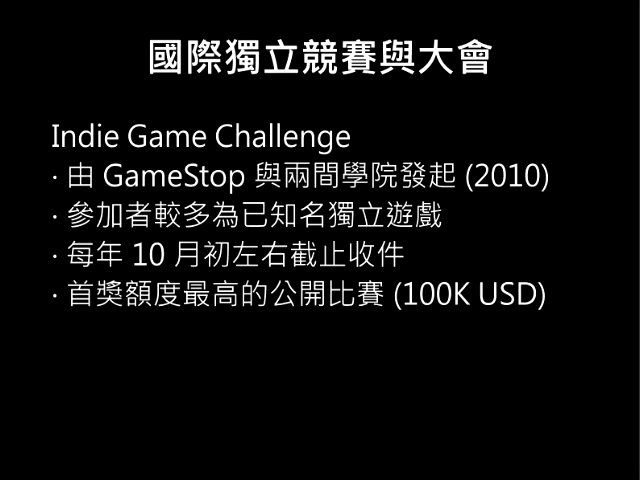 國際獨立競賽與大會
Indie Game Challenge
· 由 GameStop 與兩間學院發起 (2010)
· 參加者較多為已知名獨立遊戲
· 每年 10 月初左右截止收件
· 首獎額度最高的公開比賽 (100K USD)